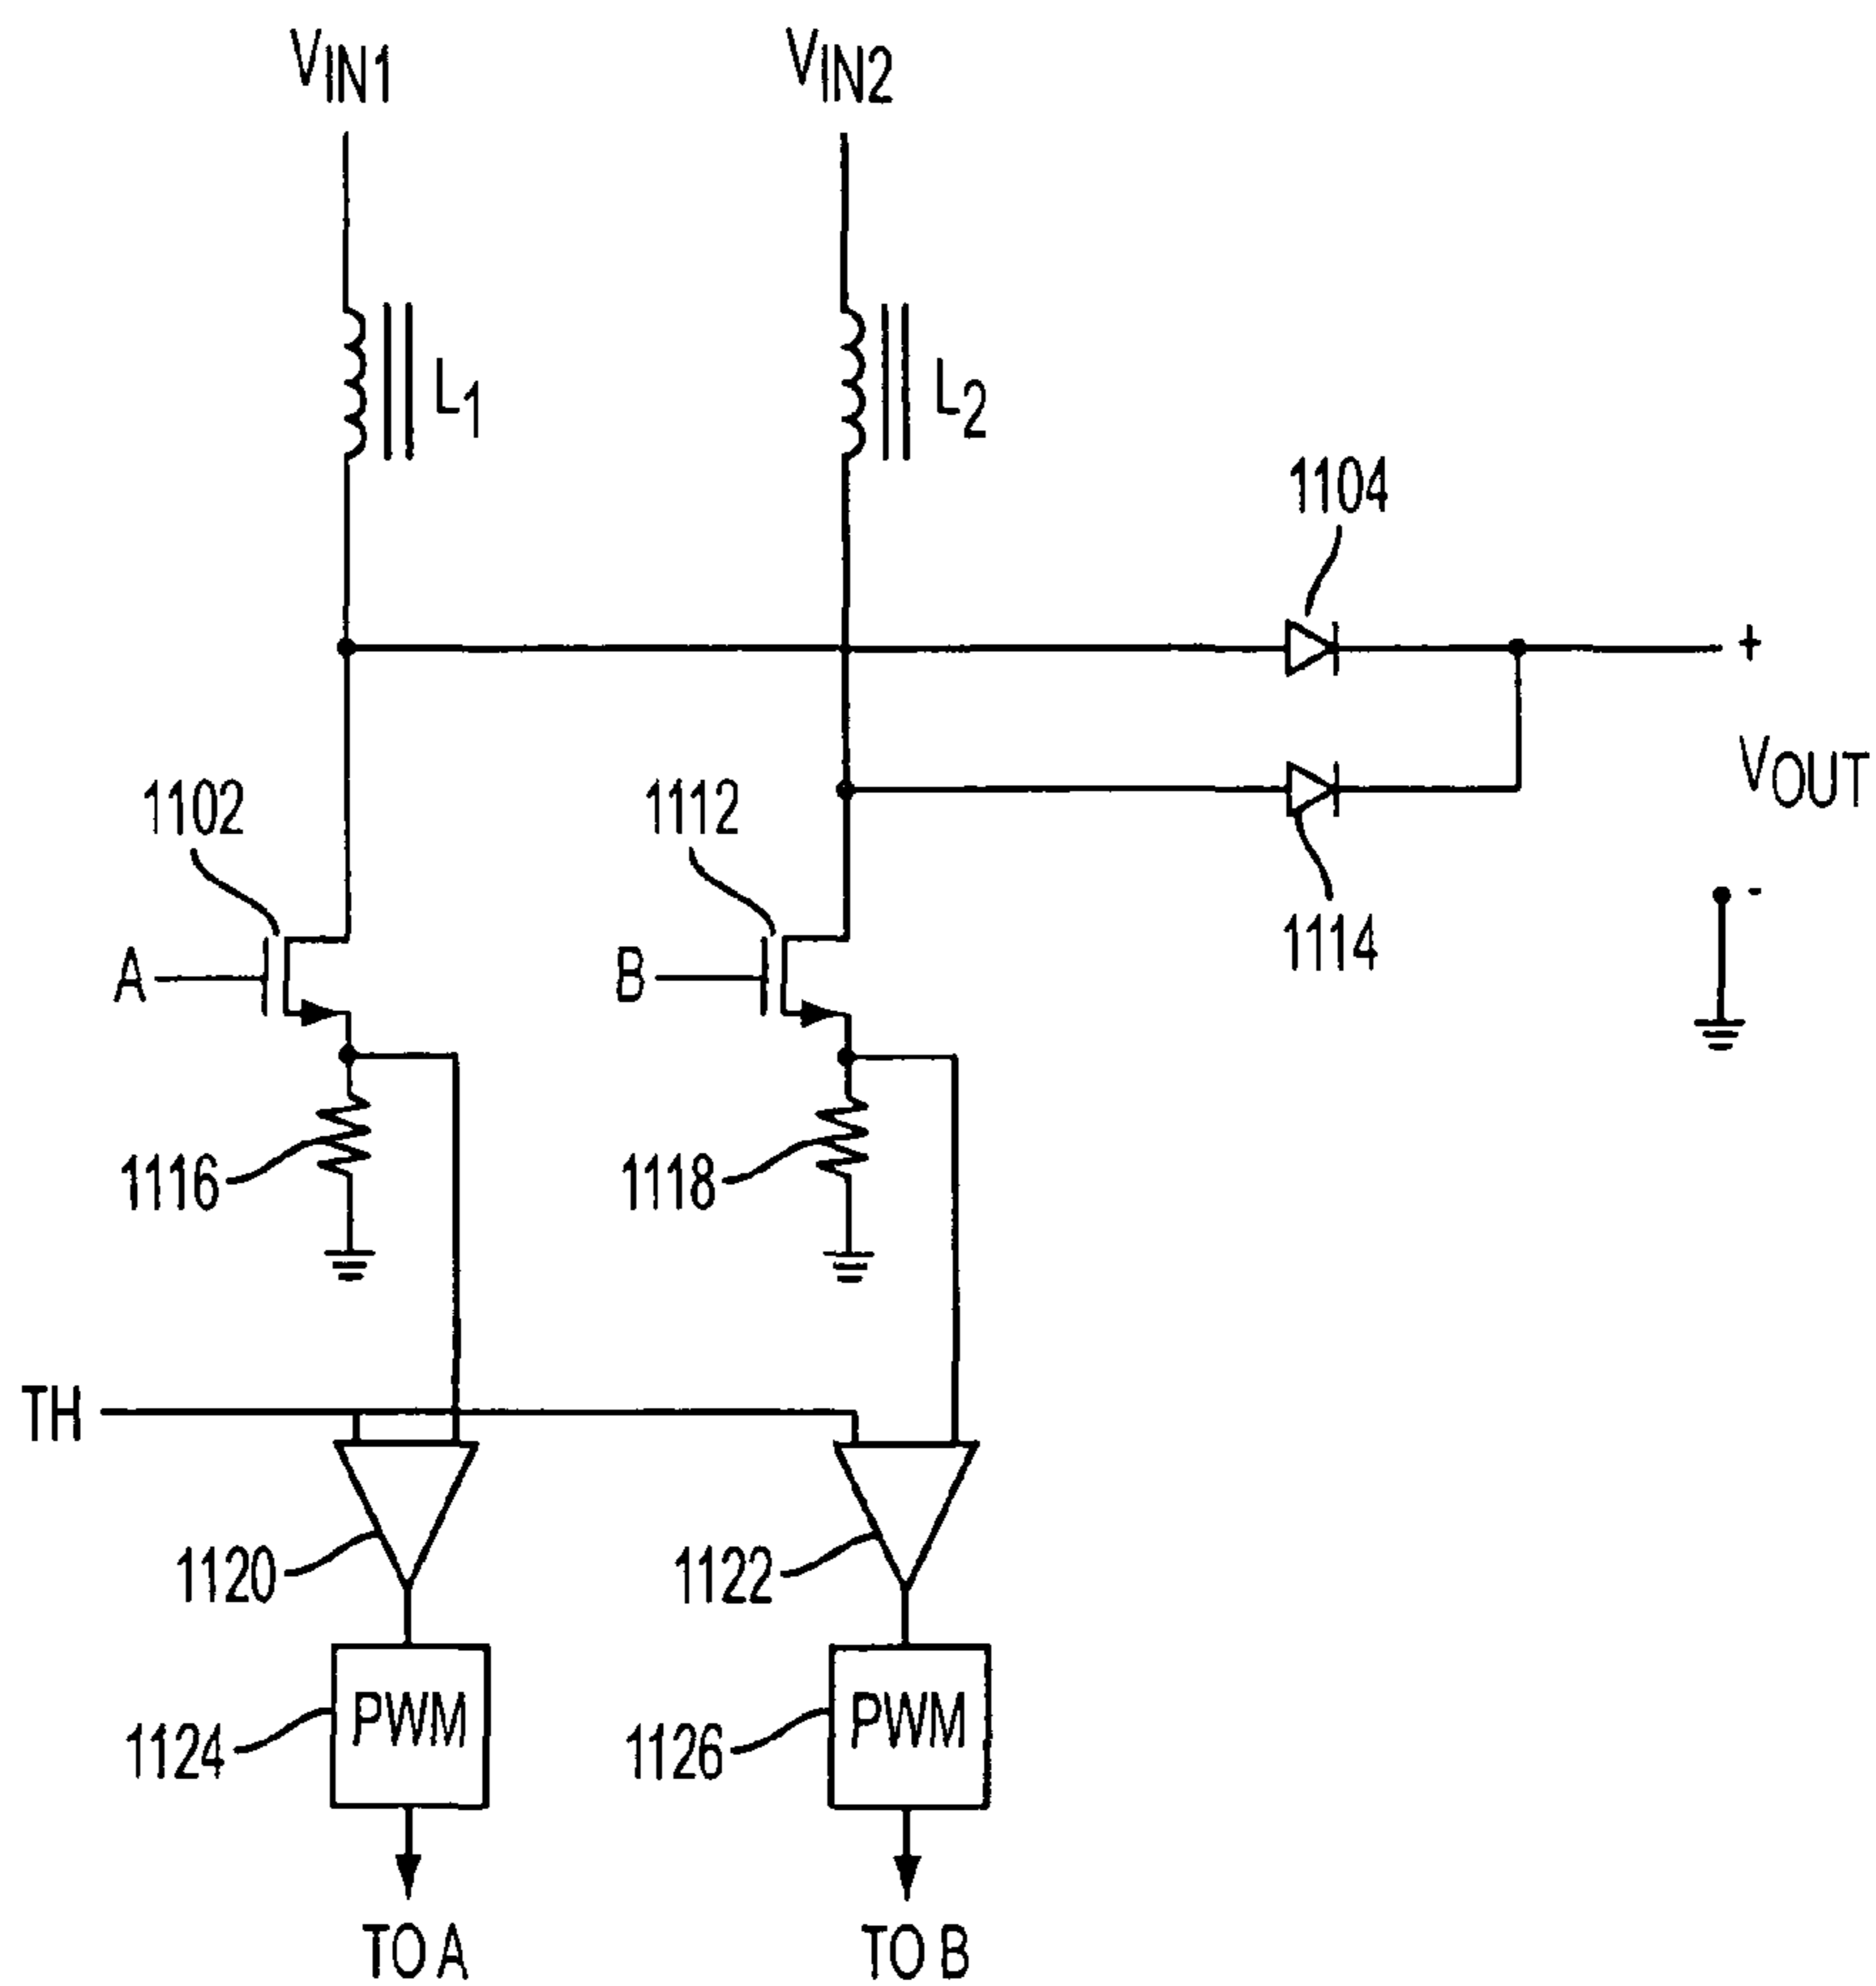 VIN1 VIN2
L1 L2
1104
+
VOUT
1102 1112
-
1114
A B
1116 1118
TH
1120 1122
PWM PWM
1124 1126
TO A TO B